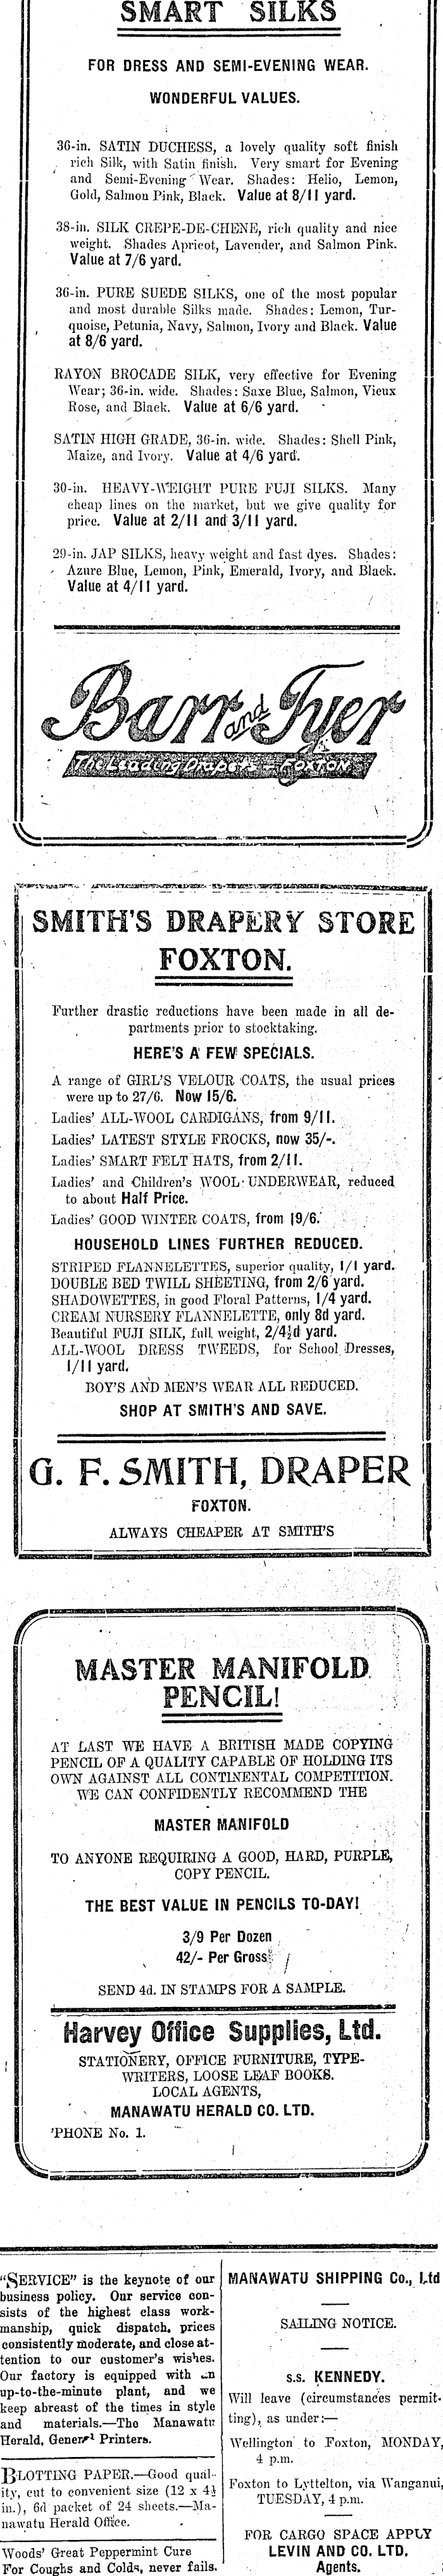 SMART SILKS
FOR DRESS AND SEMI-EVENING WEAR.
WONDERFUL VALUES.
36-in. SATIN DUCHESS, a lovely quality soft finish
rich Silk, with Satin finish. Very smart for Evening
and Semi-Evening Wear. Shades: Helio, Lemon,
Gold, Salmon Pink, Black. Value at 8/11 yard.
38-in. SILK CREPE-DE-CHENE, rich quality and nice
weight. Shades Apricot, Lavender, and Salmon Pink.
Value at 7/6 yard.
36-in. PURE SUEDE SILKS, one of the most popular
and most durable Silks made. Shades: Lemon, Tur-
quoise, Petunia, Navy, Salmon, Ivory and Black. Value
at 8/6 yard.
RAYON BROCADE SILK, very effective for Evening
Wear; 36-in. wide. Shades: Saxe Blue, Salmon, Vieux
Rose, and Black. Value at 6/6 yard.
SATIN HIGH GRADE, 36-in. wide. Shades: Shell Pink,
Maize, and Ivory. Value at 4/6 yard.
30-in. HEAVY-WEIGHT PURE FUJI SILKS. Many
cheap lines on the market, but we give quality for
price. Value at 2/11 and 3/11 yard.
29-in. JAP SILKS, heavy weight and fast dyes. Shades:
Azure Blue, Lemon, Pink, Emerald, Ivory, and Black.
Value at 4/11 yard.
Barr and Tyer
The Leading Drapers - FOXTON
SMITH'S DRAPERY STORE
FOXTON.
Further drastic reductions have been made in all de-
partments prior to stocktaking.
HERE'S A FEW SPECIALS.
A range of GIRL'S VELOUR COATS, the usual prices
were up to 27/6. Now 15/6.
Ladies' ALL-WOOL CARDIGANS, from 9/11.
Ladies' LATEST STYLE FROCKS, now 35/-.
Ladies' SMART FELT HATS, from 2/11.
Ladies' and Children's WOOL UNDERWEAR, reduced
to about Half Price.
Ladies' GOOD WINTER COATS, from 19/6.
HOUSEHOLD LINES FURTHER REDUCED.
STRIPED FLANNELETTES, superior quality, 1/1 yard.
DOUBLE BED TWILL SHEETING, from 2/6 yard.
SHADOWETTES, in good Floral Patterns, 1/4 yard.
CREAM NURSERY FLANNELETTE, only 8d yard.
Beautiful FUJI SILK, full weight, 2/4½d yard.
ALL-WOOL DRESS TWEEDS, for School Dresses,
1/11 yard.
BOY'S AND MEN'S WEAR ALL REDUCED.
SHOP AT SMITH'S AND SAVE.
G. F. SMITH, DRAPER
FOXTON.
ALWAYS CHEAPER AT SMITH'S
MASTER MANIFOLD
PENCIL!
AT LAST WE HAVE A BRITISH MADE COPYING
PENCIL OF A QUALITY CAPABLE OF HOLDING ITS
OWN AGAINST ALL CONTINENTAL COMPETITION.
WE CAN CONFIDENTLY RECOMMEND THE
MASTER MANIFOLD
TO ANYONE REQUIRING A GOOD, HARD, PURPLE,
COPY PENCIL.
THE BEST VALUE IN PENCILS TO-DAY!
3/9 Per Dozen
42/- Per Gross
SEND 4d. IN STAMPS FOR A SAMPLE.
Harvey Office Supplies, Ltd.
STATIONERY, OFFICE FURNITURE, TYPE-
WRITERS, LOOSE LEAF BOOKS.
LOCAL AGENTS,
MANAWATU HERALD CO. LTD.
'PHONE No. 1.
"SERVICE" is the keynote of our
business policy. Our service con-
sists of the highest class work-
manship, quick dispatch, prices
consistently moderate, and close at-
tention to our customer's wishes.
Our factory is equipped with an
up-to-the-minute plant, and we
keep abreast of the times in style
and materials.—The Manawatu
Herald, General Printers.
BLOTTING PAPER.—Good qual-
ity, cut to convenient size (12 x 4½
in.), 6d packet of 24 sheets.—Ma-
nawatu Herald Office.
Woods' Great Peppermint Cure
For Coughs and Colds, never fails.
MANAWATU SHIPPING Co., Ltd
SAILING NOTICE.
s.s. KENNEDY.
Will leave (circumstances permit-
ting), as under:—
Wellington to Foxton, MONDAY,
4 p.m.
Foxton to Lyttelton, via Wanganui,
TUESDAY, 4 p.m.
FOR CARGO SPACE APPLY
LEVIN AND CO. LTD.
Agents.